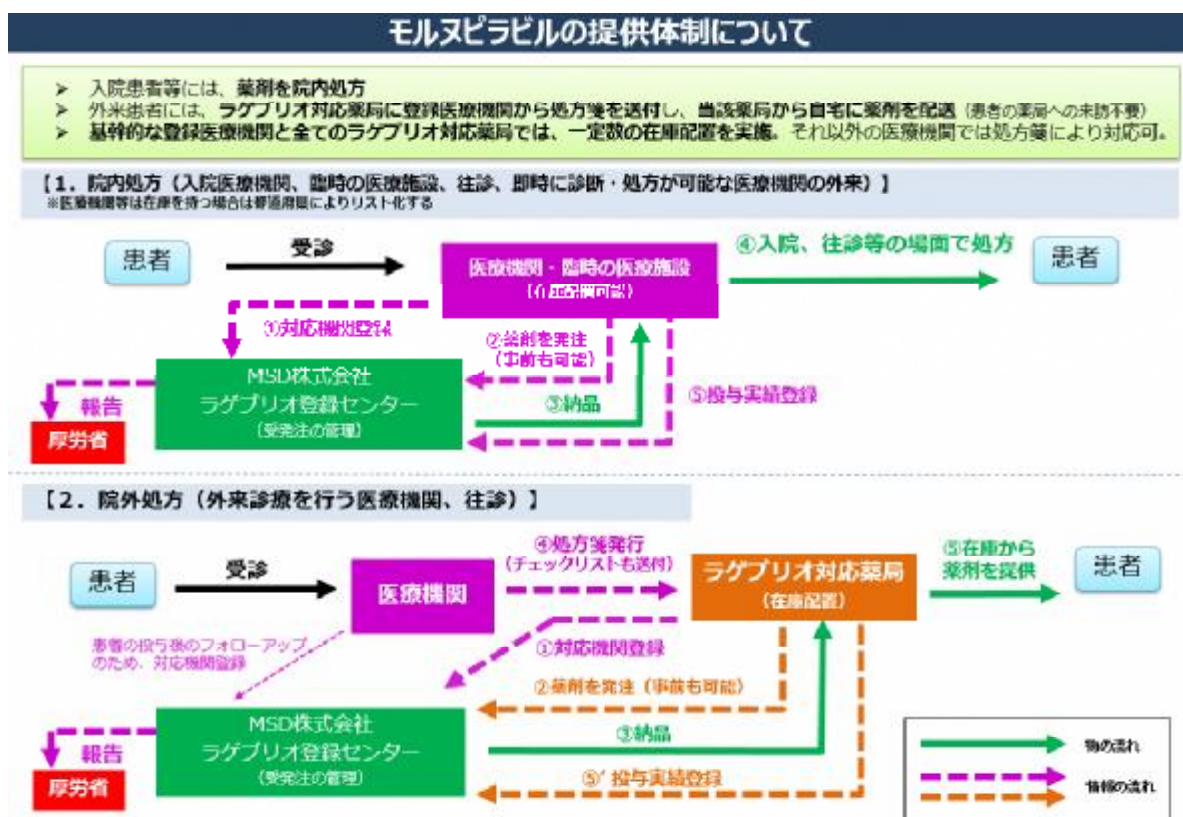 モルヌピラビルの提供体制について
➢ 入院患者等には、薬剤を院内処方
➢ 外来患者には、ラゲブリオ対応薬局に登録医療機関から処方箋を送付し、当該薬局から自宅に薬剤を配送（患者の薬局への来訪不要）
➢ 基幹的な登録医療機関と全てのラゲブリオ対応薬局では、一定数の在庫配置を実施。それ以外の医療機関では処方箋により対応可。
【１．院内処方（入院医療機関、臨時の医療施設、往診、即時に診断・処方が可能な医療機関の外来）】
※医療機関等は在庫を持つ場合は都道府県によりリスト化する
患者
受診
医療機関・臨時の医療施設
（在庫配置可能）
④入院、往診等の場面で処方
患者
①対応機関登録
②薬剤を発注
（事前も可能）
MSD株式会社
ラゲブリオ登録センター
（受発注の管理）
③納品
⑤投与実績登録
報告
厚労省
【２．院外処方（外来診療を行う医療機関、往診）】
患者
受診
医療機関
④処方箋発行
（チェックリストも送付）
ラゲブリオ対応薬局
（在庫配置）
⑤在庫から
薬剤を提供
患者
患者の投与後のフォローアップ
のため、対応機関登録
①対応機関登録
②薬剤を発注（事前も可能）
MSD株式会社
ラゲブリオ登録センター
（受発注の管理）
③納品
⑤’投与実績登録
報告
厚労省
物の流れ
情報の流れ